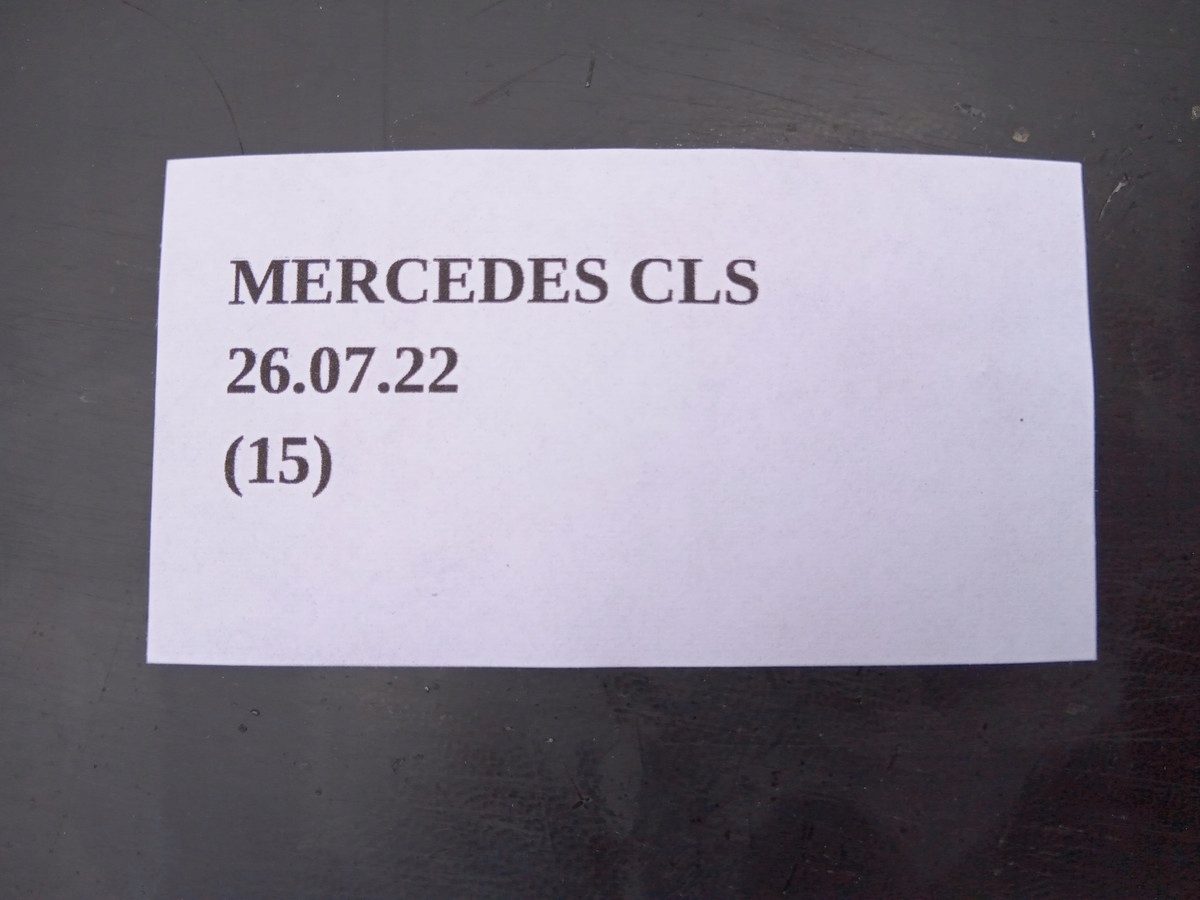 MERCEDES CLS
26.07.22
(15)